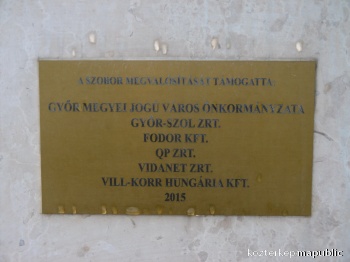 A SZOBOR MEGVALÓSÍTÁSÁT TÁMOGATTA:
GYŐR MEGYEI JOGÚ VÁROS ÖNKORMÁNYZATA
GYŐR-SZOL ZRT.
FODOR KFT.
QP ZRT.
VIDANET ZRT.
VILL-KORR HUNGÁRIA KFT.
2015
kozterkep mapublic